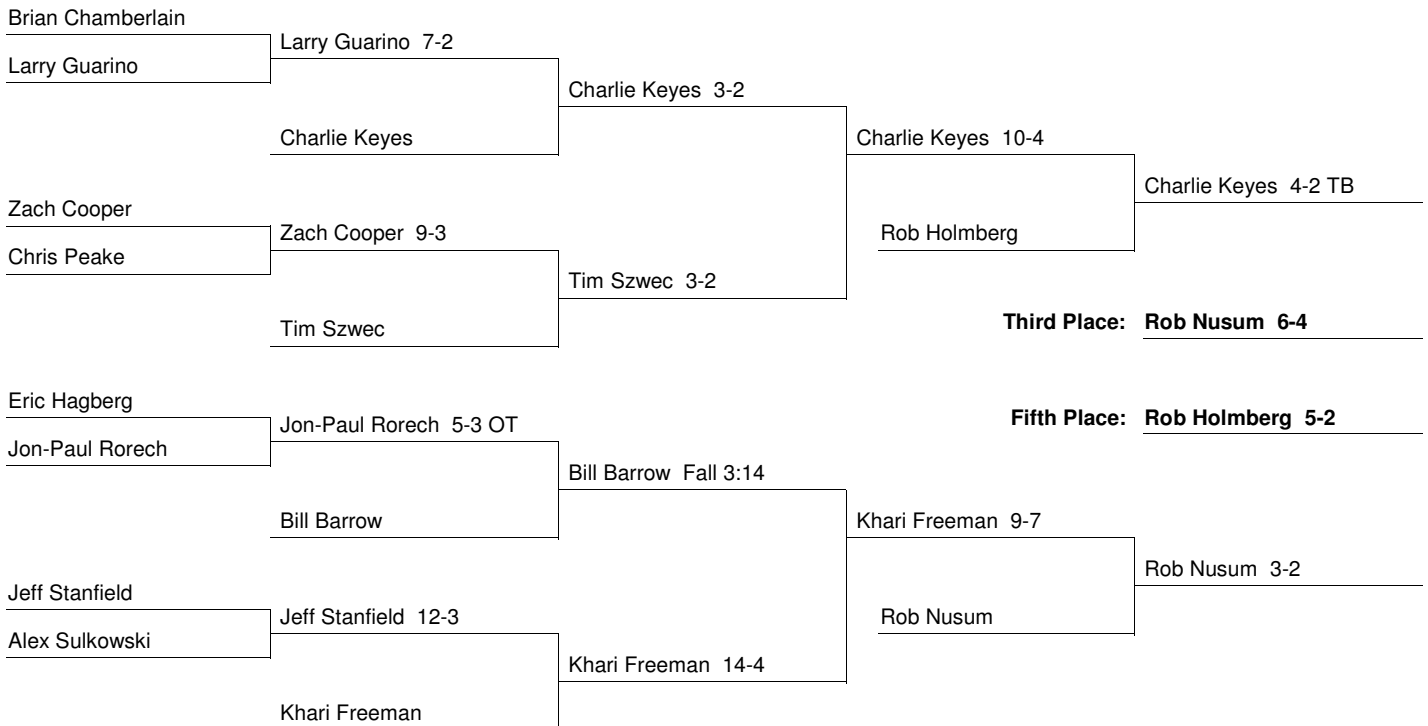 Brian Chamberlain
Larry Guarino 7-2
Larry Guarino
Charlie Keyes 3-2
Charlie Keyes
Charlie Keyes 10-4
Charlie Keyes 4-2 TB
Zach Cooper
Zach Cooper 9-3
Rob Holmberg
Chris Peake
Tim Szwec 3-2
Tim Szwec
Third Place: Rob Nusum 6-4
Eric Hagberg
Jon-Paul Rorech 5-3 OT
Fifth Place: Rob Holmberg 5-2
Jon-Paul Rorech
Bill Barrow Fall 3:14
Bill Barrow
Khari Freeman 9-7
Rob Nusum 3-2
Jeff Stanfield
Jeff Stanfield 12-3
Rob Nusum
Alex Sulkowski
Khari Freeman 14-4
Khari Freeman